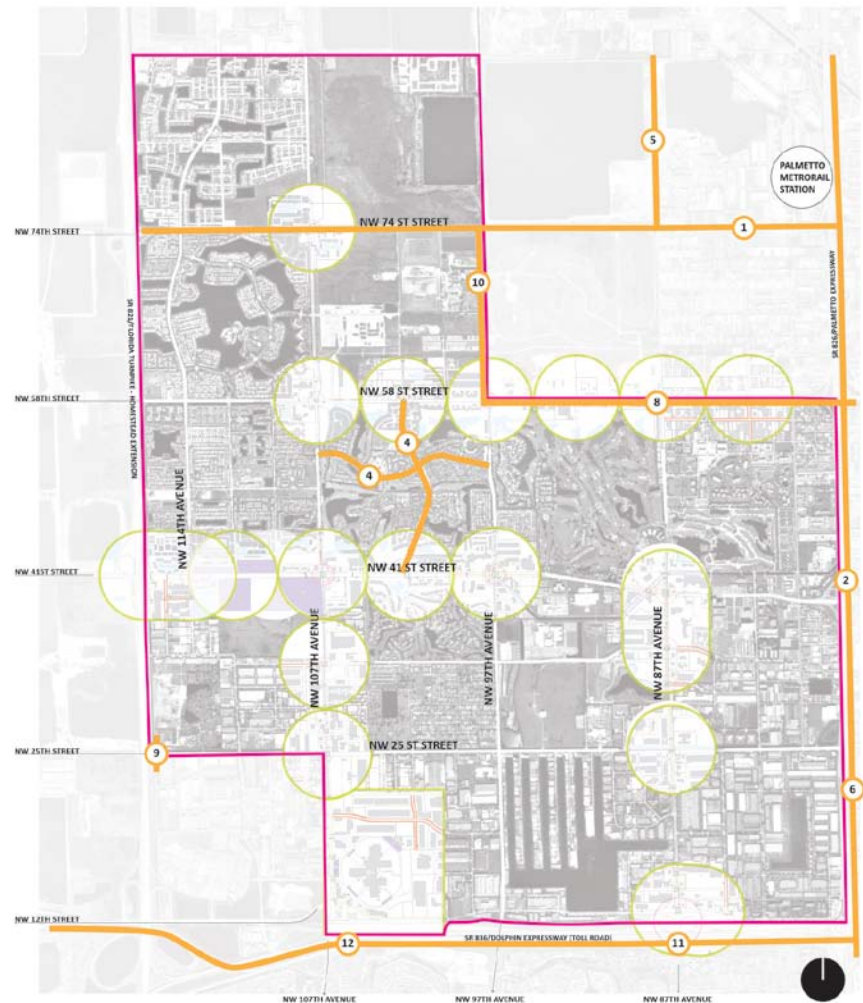 5
PALMETTO
METRORAIL
STATION
NW 74 ST STREET
NW 74TH STREET
1
10
SR 826/PALMETTO EXPRESSWAY
SR 821/FLORIDA TURNPIKE - HOMESTEAD EXTENSION
NW 58 ST STREET
NW 58TH STREET
8
4
4
NW 114TH AVENUE
NW 41 ST STREET
NW 41ST STREET
2
NW 107TH AVENUE
NW 97TH AVENUE
NW 87TH AVENUE
NW 25 ST STREET
NW 25TH STREET
9
6
NW 12TH STREET
SR 836/DOLPHIN EXPRESSWAY (TOLL ROAD)
12
11
NW 107TH AVENUE
NW 97TH AVENUE
NW 87TH AVENUE